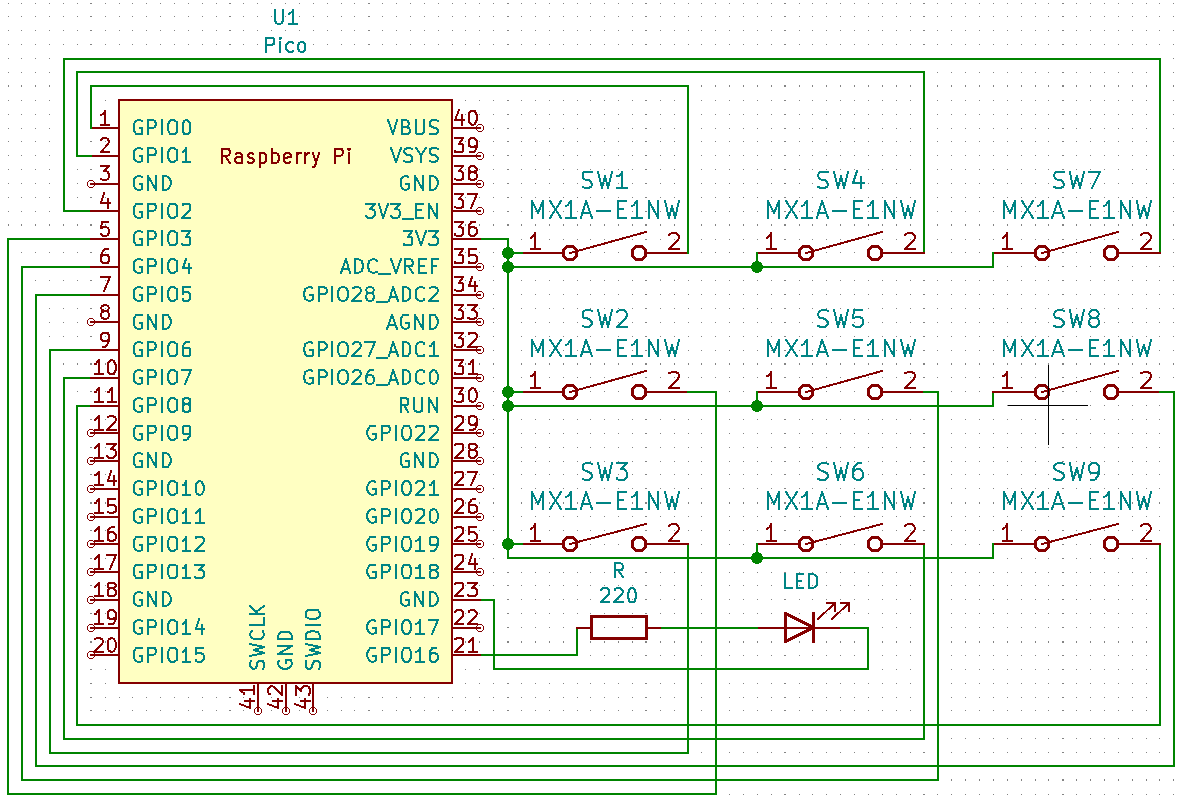 U1
Pico
Raspberry Pi
1 GPIO0
2 GPIO1
3 GND
4 GPIO2
5 GPIO3
6 GPIO4
7 GPIO5
8 GND
9 GPIO6
10 GPIO7
11 GPIO8
12 GPIO9
13 GND
14 GPIO10
15 GPIO11
16 GPIO12
17 GPIO13
18 GND
19 GPIO14
20 GPIO15
VBUS 40
VSYS 39
GND 38
3V3_EN 37
3V3 36
ADC_VREF 35
GPIO28_ADC2 34
AGND 33
GPIO27_ADC1 32
GPIO26_ADC0 31
RUN 30
GPIO22 29
GND 28
GPIO21 27
GPIO20 26
GPIO19 25
GPIO18 24
GND 23
GPIO17 22
GPIO16 21
SWCLK 41
GND 42
SWDIO 43
SW1
MX1A-E1NW
1 2
SW4
MX1A-E1NW
1 2
SW7
MX1A-E1NW
1 2
SW2
MX1A-E1NW
1 2
SW5
MX1A-E1NW
1 2
SW8
MX1A-E1NW
1 2
SW3
MX1A-E1NW
1 2
SW6
MX1A-E1NW
1 2
SW9
MX1A-E1NW
1 2
R
220
LED